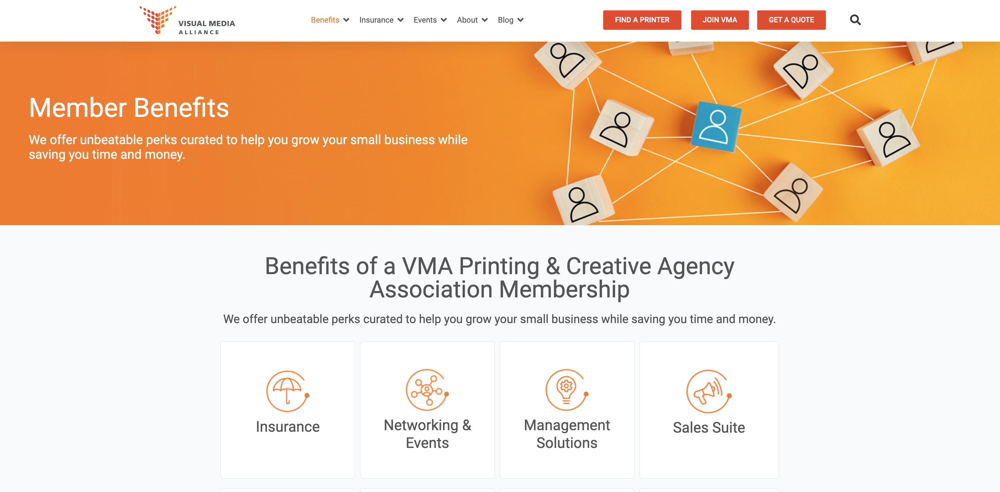 VISUAL MEDIA
ALLIANCE
Benefits
Insurance
Events
About
Blog
FIND A PRINTER
JOIN VMA
GET A QUOTE
Member Benefits
We offer unbeatable perks curated to help you grow your small business while
saving you time and money.
Benefits of a VMA Printing & Creative Agency
Association Membership
We offer unbeatable perks curated to help you grow your small business while saving you time and money.
Insurance
Networking &
Events
Management
Solutions
Sales Suite